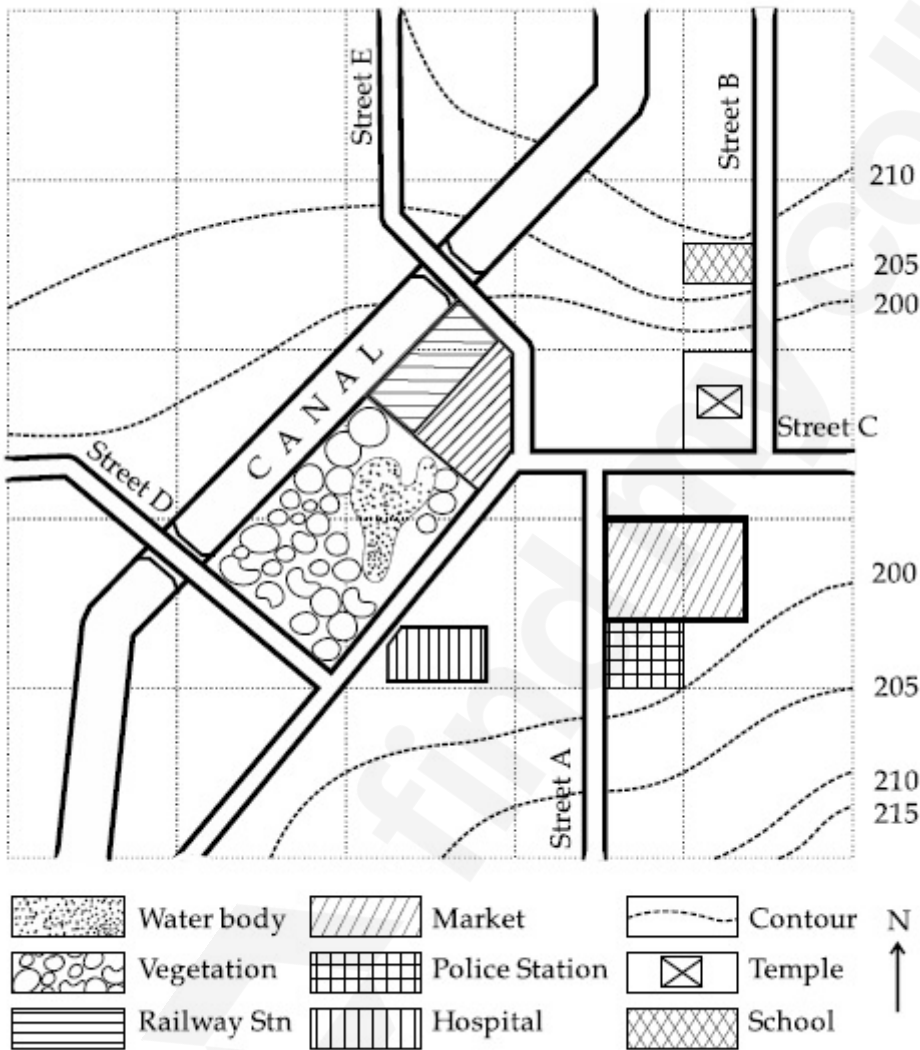 Street E
Street B
210
205
200
CANAL
Street C
Street D
200
205
210
215
Street A
Water body
Market
Contour
N
Vegetation
Police Station
Temple
Railway Stn
Hospital
School